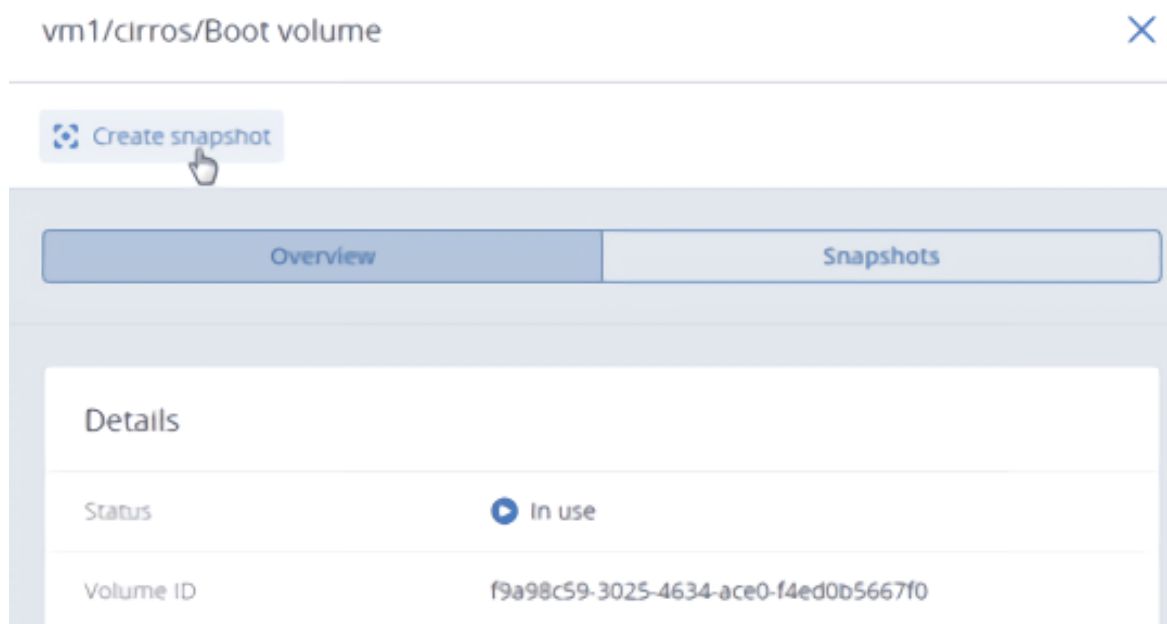 vm1/cirros/Boot volume
Create snapshot
Overview Snapshots
Details
Status In use
Volume ID f9a98c59-3025-4634-ace0-f4ed0b5667f0